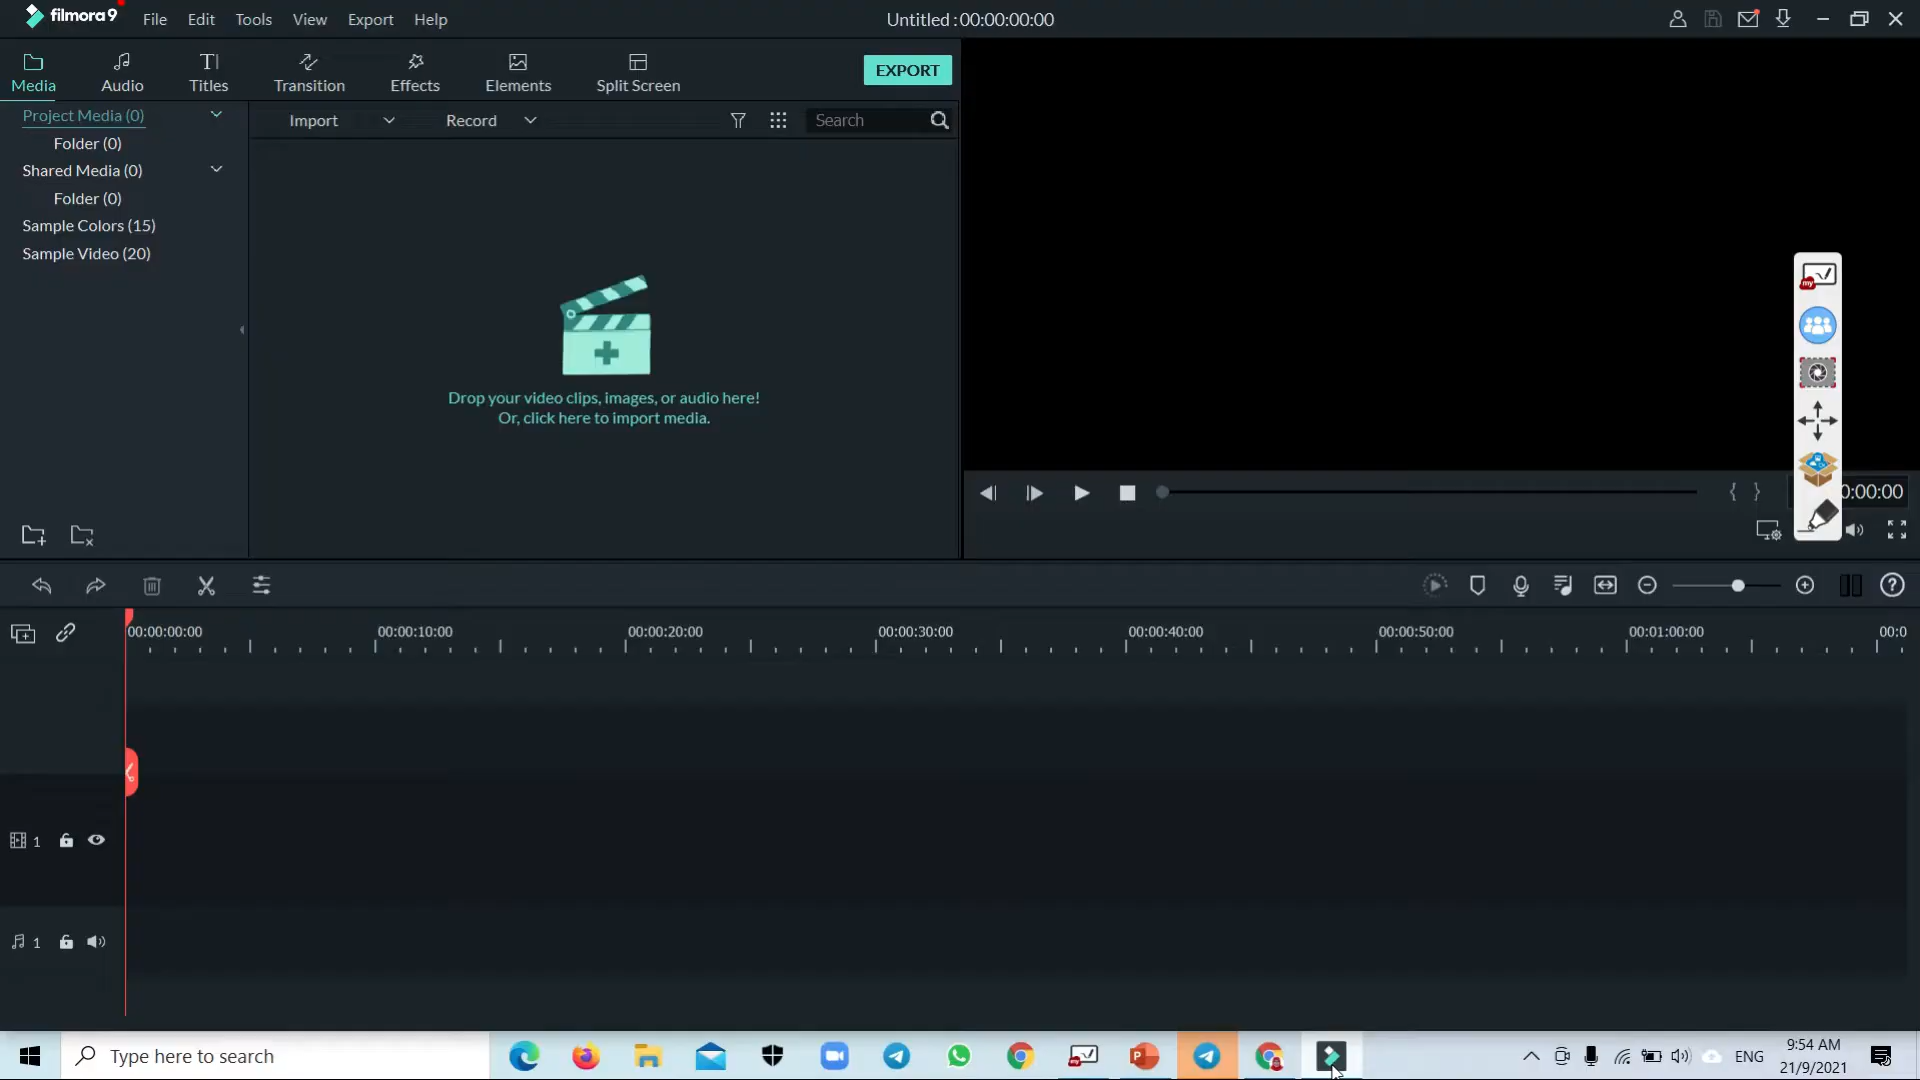 filmora9 File Edit Tools View Export Help Untitled : 00:00:00:00
Media Audio Titles Transition Effects Elements Split Screen EXPORT
Project Media (0)
Folder (0)
Shared Media (0)
Folder (0)
Sample Colors (15)
Sample Video (20)
Import Record Search
Drop your video clips, images, or audio here!
Or, click here to import media.
my
{ } 0:00:00
00:00:00:00 00:00:10:00 00:00:20:00 00:00:30:00 00:00:40:00 00:00:50:00 00:01:00:00 00:0
1
1
Type here to search
ENG
9:54 AM
21/9/2021